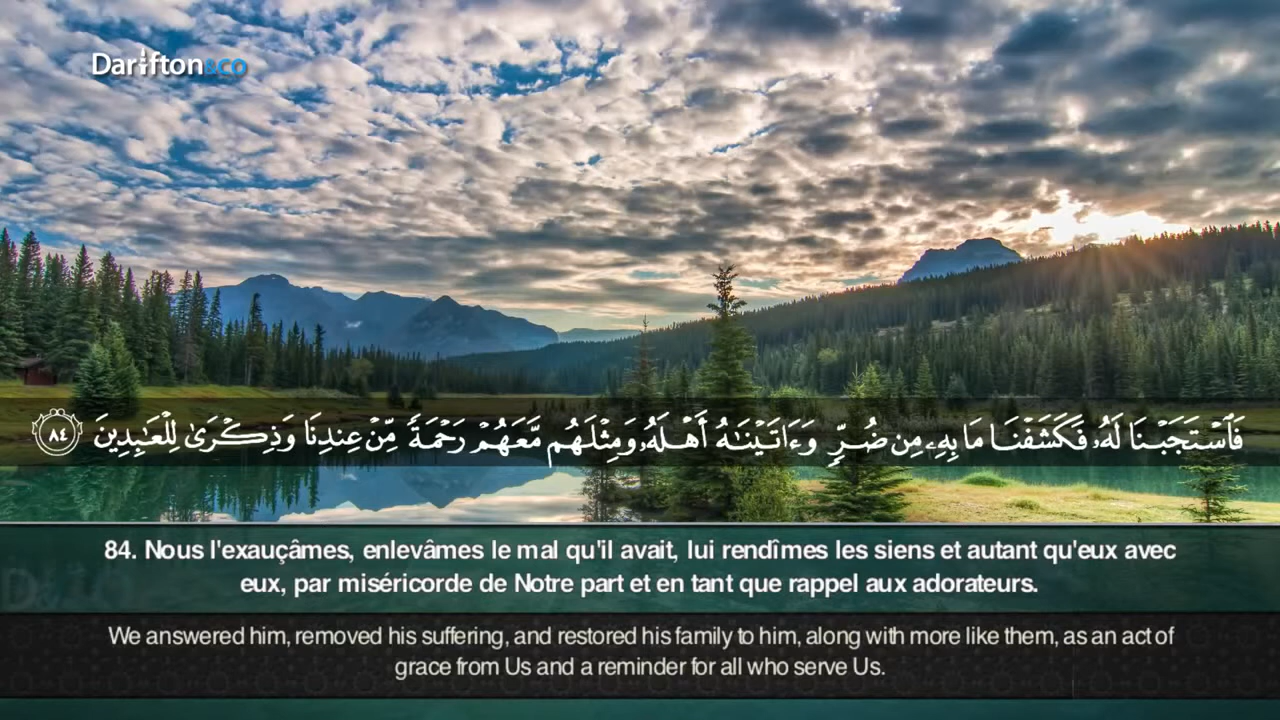 Darifton&co
فَٱسْتَجَبْنَا لَهُۥ فَكَشَفْنَا مَا بِهِۦ مِن ضُرٍّ وَءَاتَيْنَٰهُ أَهْلَهُۥ وَمِثْلَهُم مَّعَهُمْ رَحْمَةً مِّنْ عِندِنَا وَذِكْرَىٰ لِلْعَٰبِدِينَ ٨٤
84. Nous l'exauçâmes, enlevâmes le mal qu'il avait, lui rendîmes les siens et autant qu'eux avec
eux, par miséricorde de Notre part et en tant que rappel aux adorateurs.
We answered him, removed his suffering, and restored his family to him, along with more like them, as an act of
grace from Us and a reminder for all who serve Us.